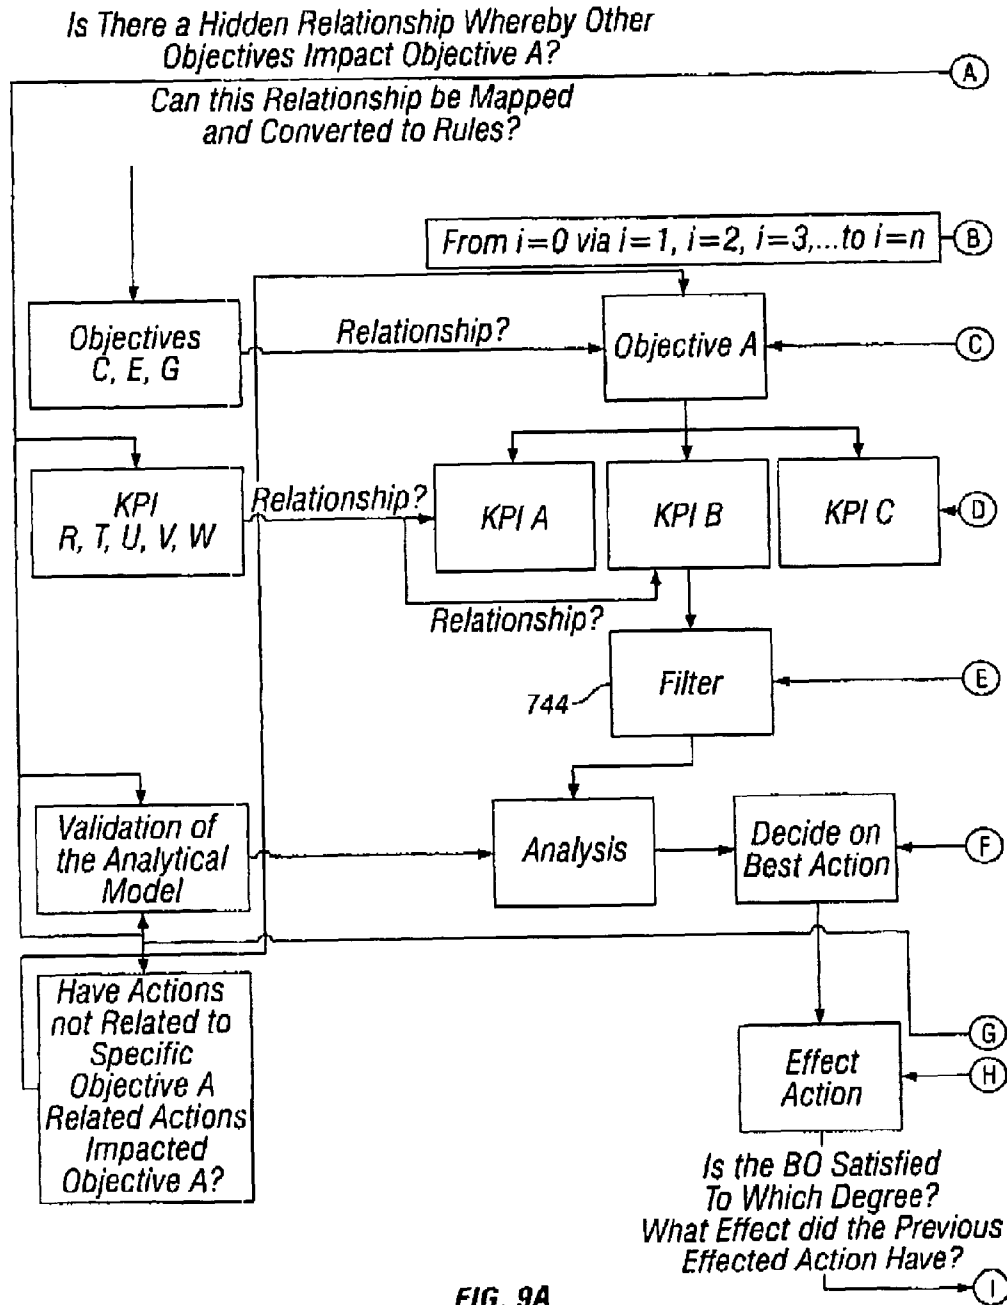 Is There a Hidden Relationship Whereby Other
Objectives Impact Objective A?
A
Can this Relationship be Mapped
and Converted to Rules?
From i=0 via i=1, i=2, i=3,...to i=n
B
Objectives
C, E, G
Relationship?
Objective A
C
KPI
R, T, U, V, W
Relationship?
KPI A
KPI B
KPI C
D
Relationship?
744
Filter
E
Validation of
the Analytical
Model
Analysis
Decide on
Best Action
F
Have Actions
not Related to
Specific
Objective A
Related Actions
Impacted
Objective A?
G
Effect
Action
H
Is the BO Satisfied
To Which Degree?
What Effect did the Previous
Effected Action Have?
I
FIG. 9A